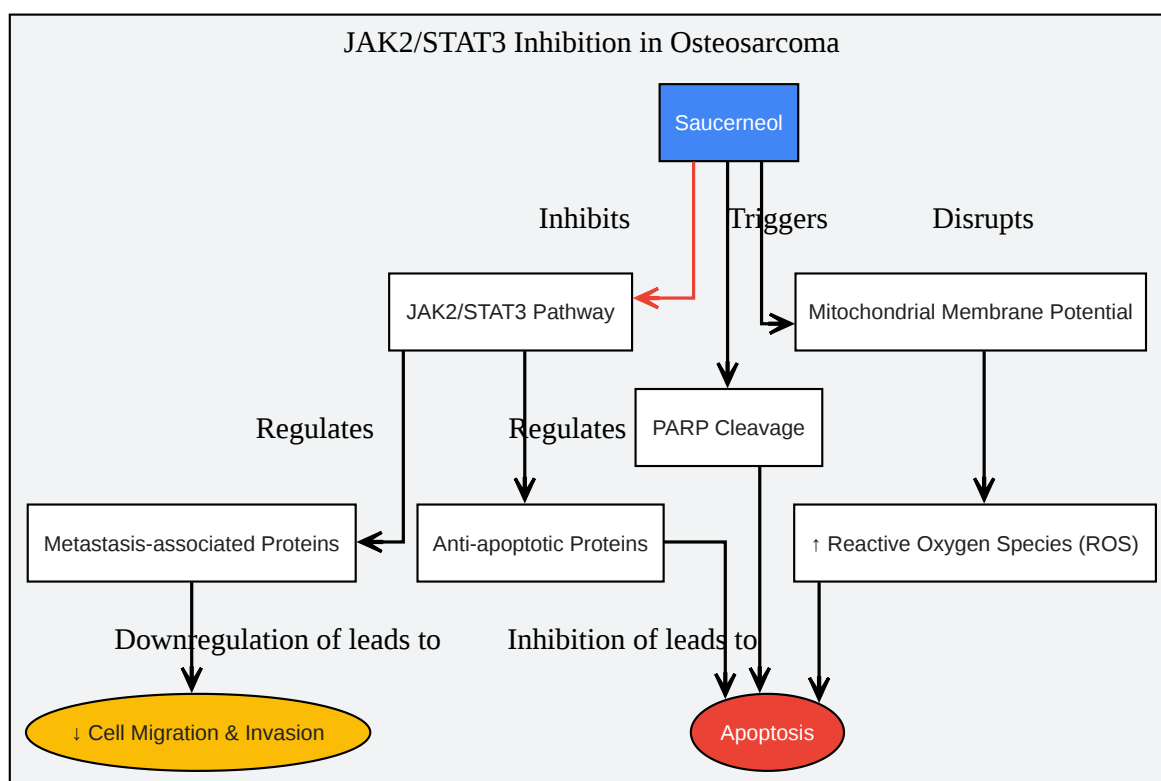 JAK2/STAT3 Inhibition in Osteosarcoma
Saucerneol
Inhibits
Triggers
Disrupts
JAK2/STAT3 Pathway
Mitochondrial Membrane Potential
Regulates
Regulates
PARP Cleavage
Metastasis-associated Proteins
Anti-apoptotic Proteins
↑ Reactive Oxygen Species (ROS)
Downregulation of leads to
Inhibition of leads to
↓ Cell Migration & Invasion
Apoptosis